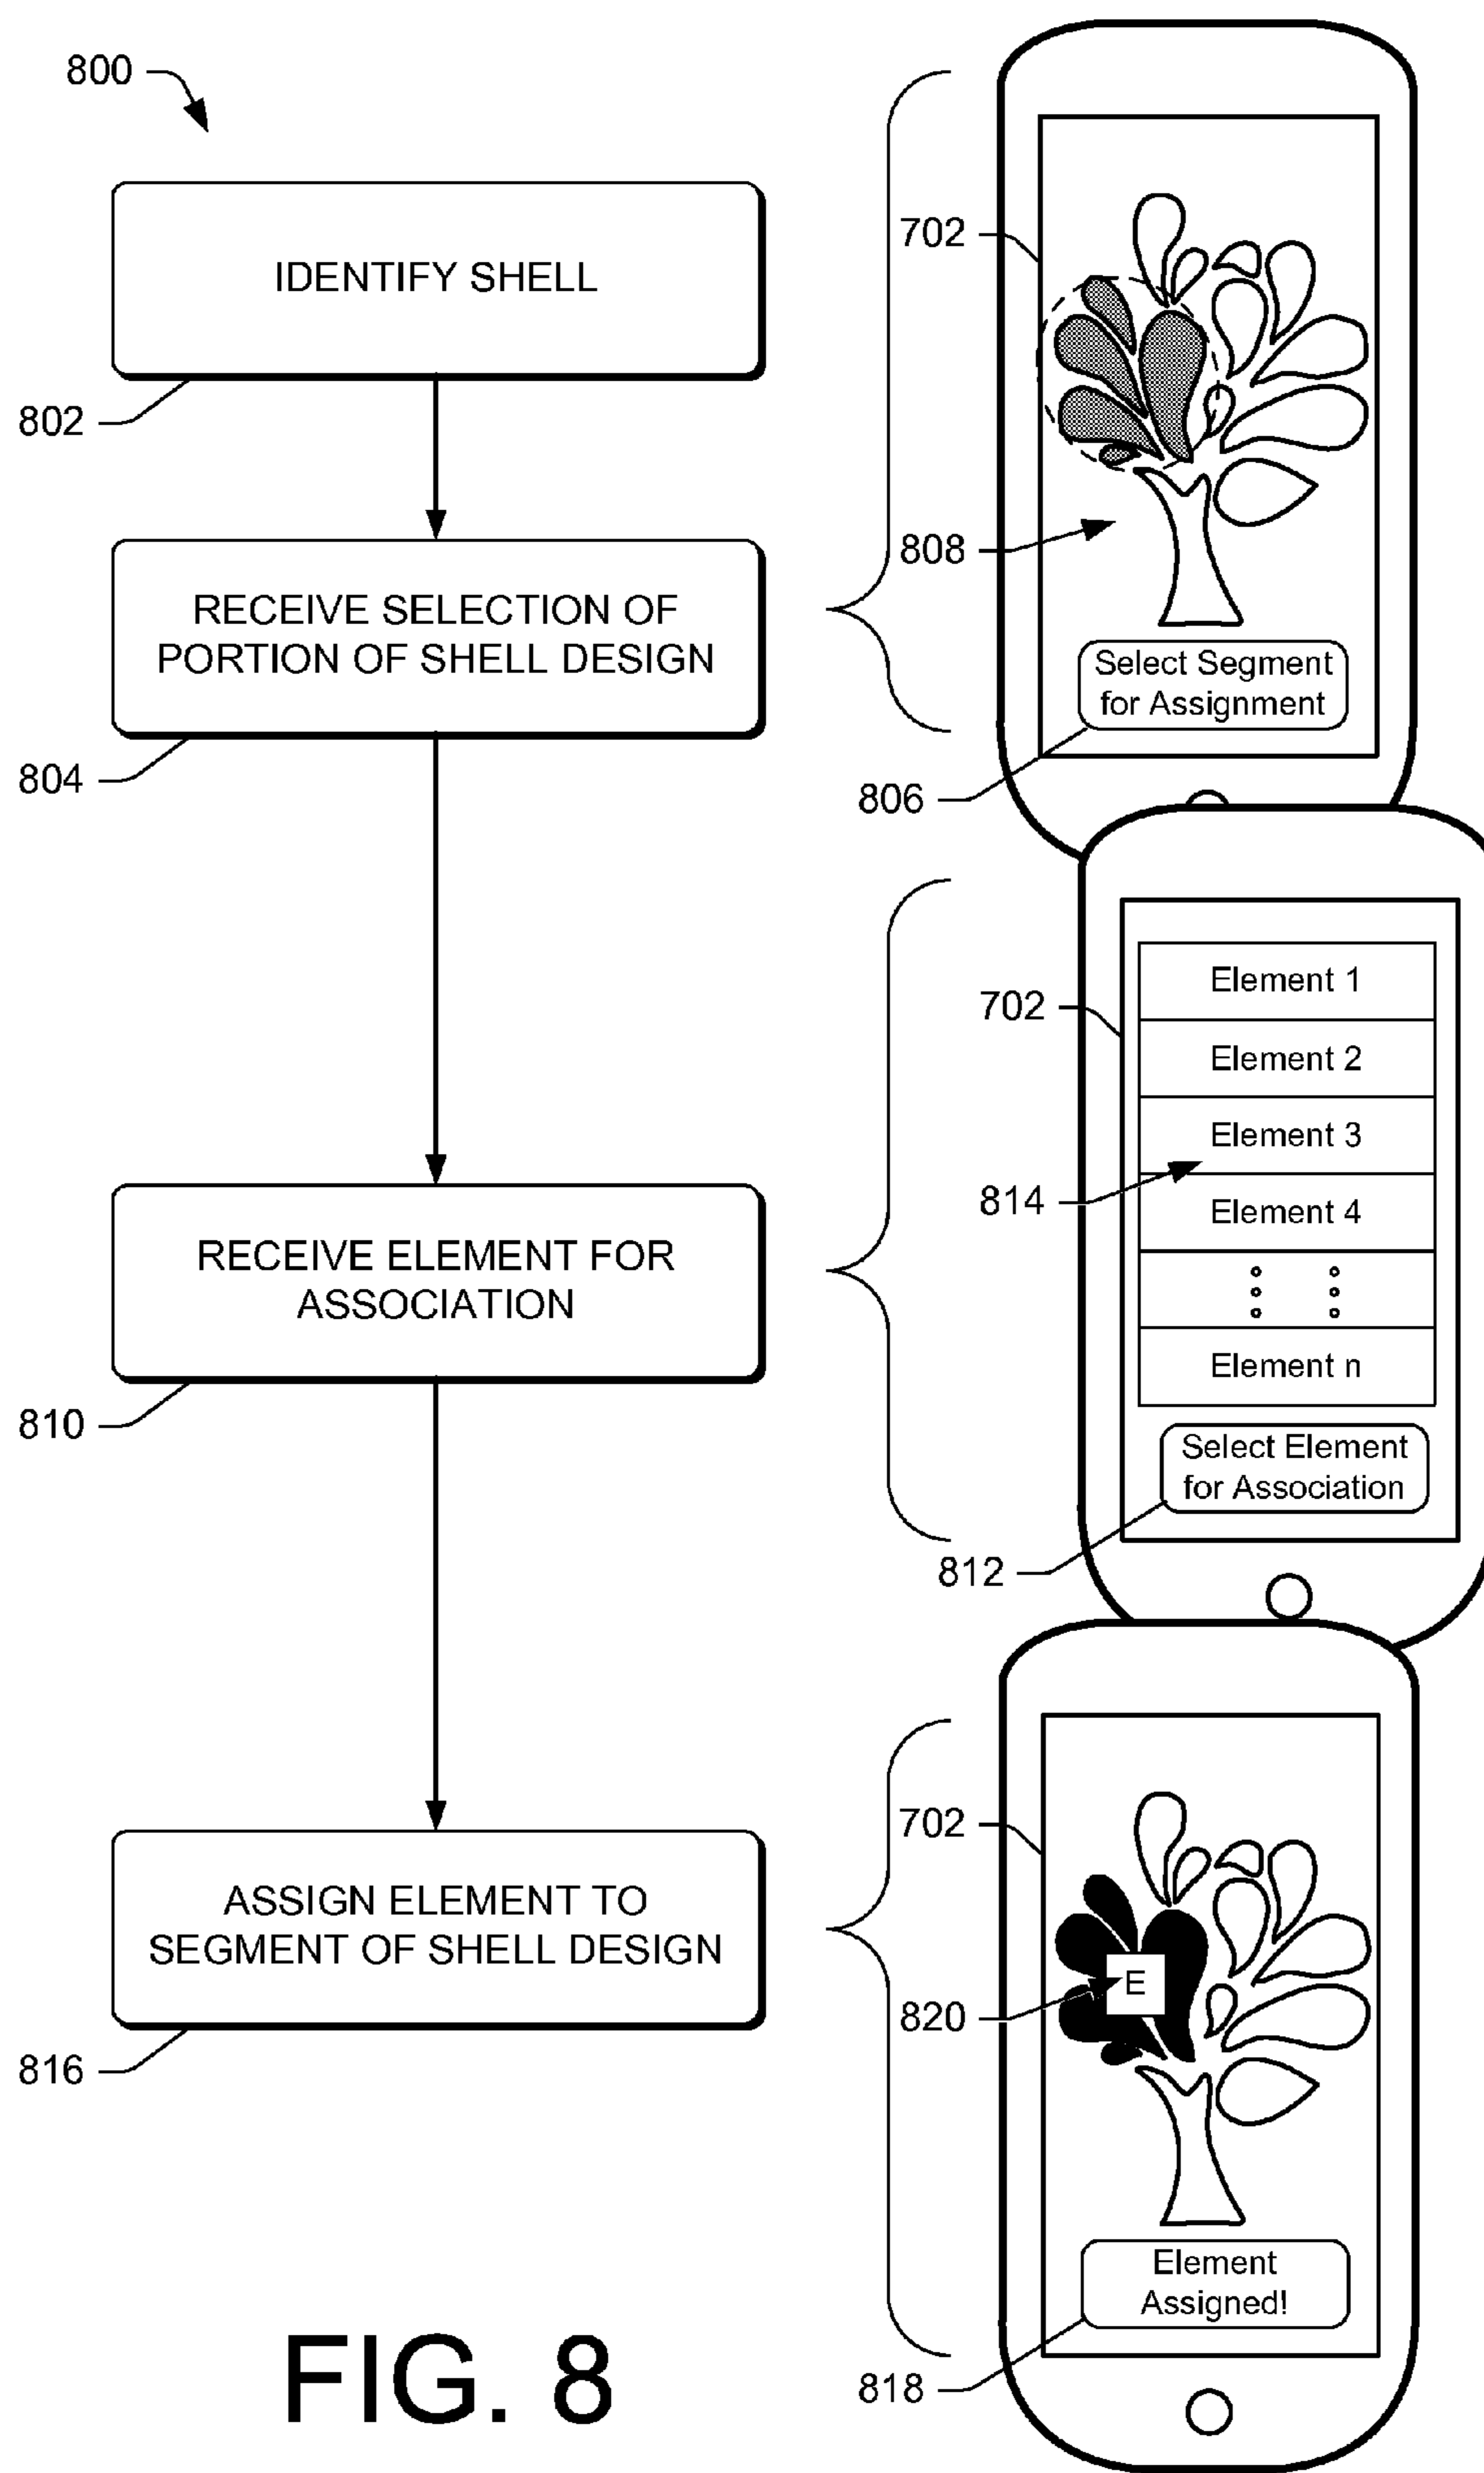 800
IDENTIFY SHELL
802
RECEIVE SELECTION OF
PORTION OF SHELL DESIGN
804
702
808
Select Segment
for Assignment
806
RECEIVE ELEMENT FOR
ASSOCIATION
810
702
Element 1
Element 2
Element 3
814
Element 4
Element n
Select Element
for Association
812
ASSIGN ELEMENT TO
SEGMENT OF SHELL DESIGN
816
702
E
820
Element
Assigned!
818
FIG. 8